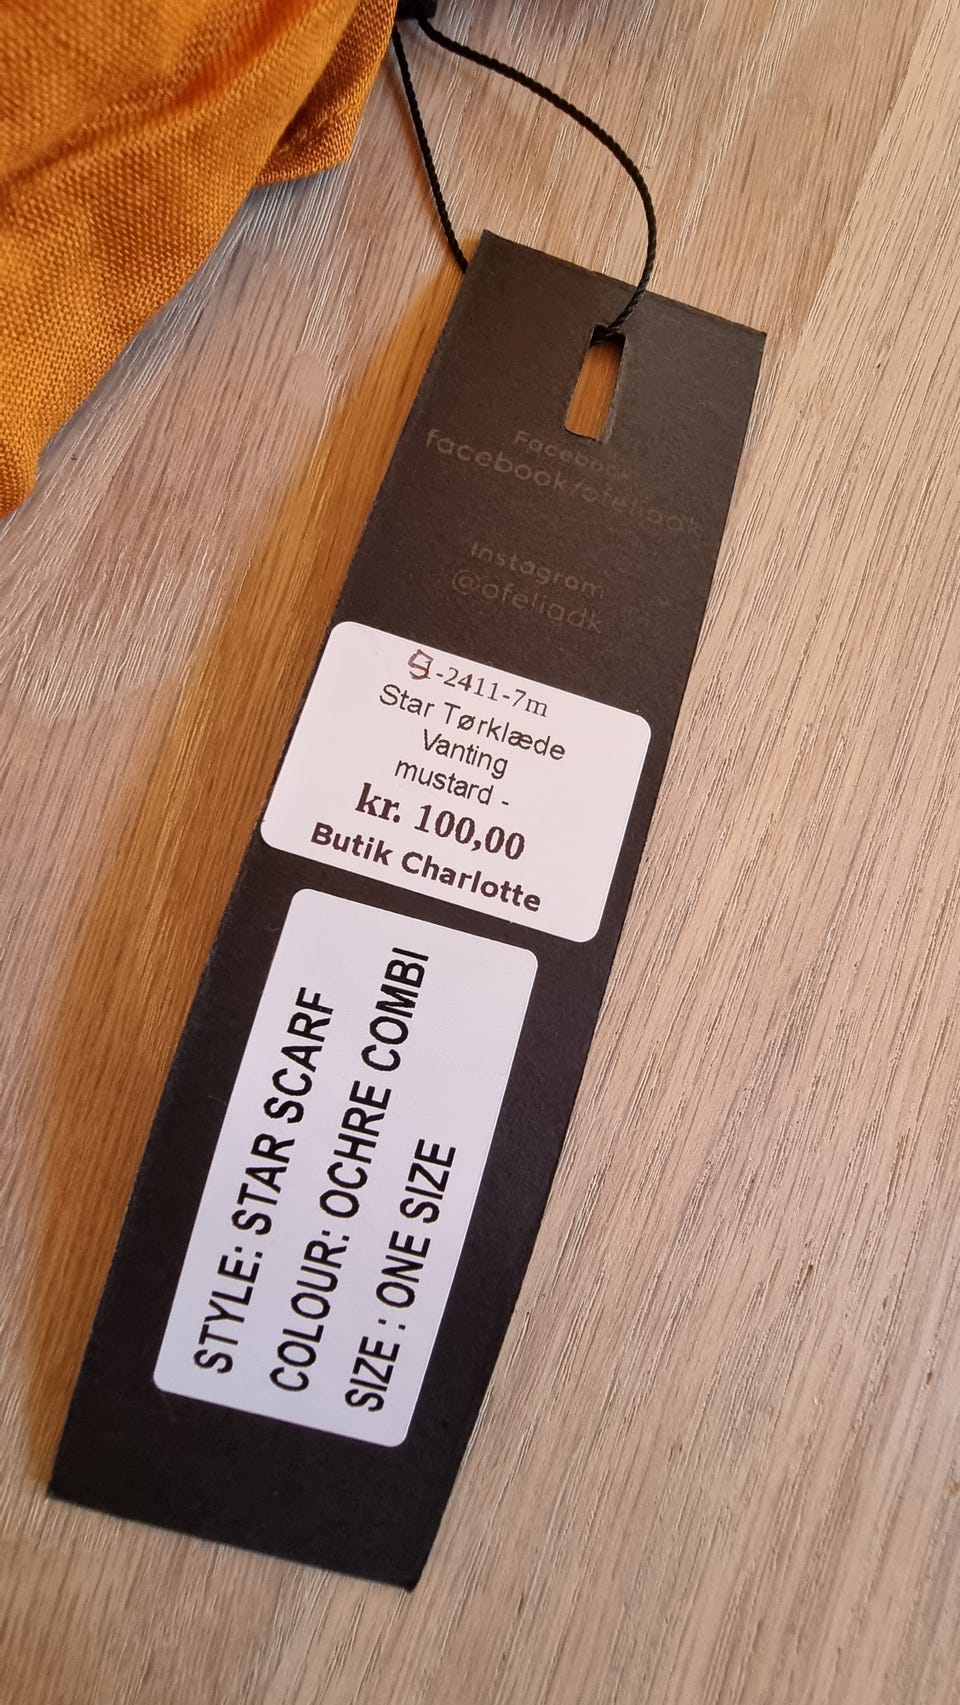 Facebook
facebook/ofeliadk
Instagram
@ofeliadk
-2411-7m
Star Tørklæde
Vanting
mustard -
kr. 100,00
Butik Charlotte
STYLE: STAR SCARF
COLOUR: OCHRE COMBI
SIZE : ONE SIZE